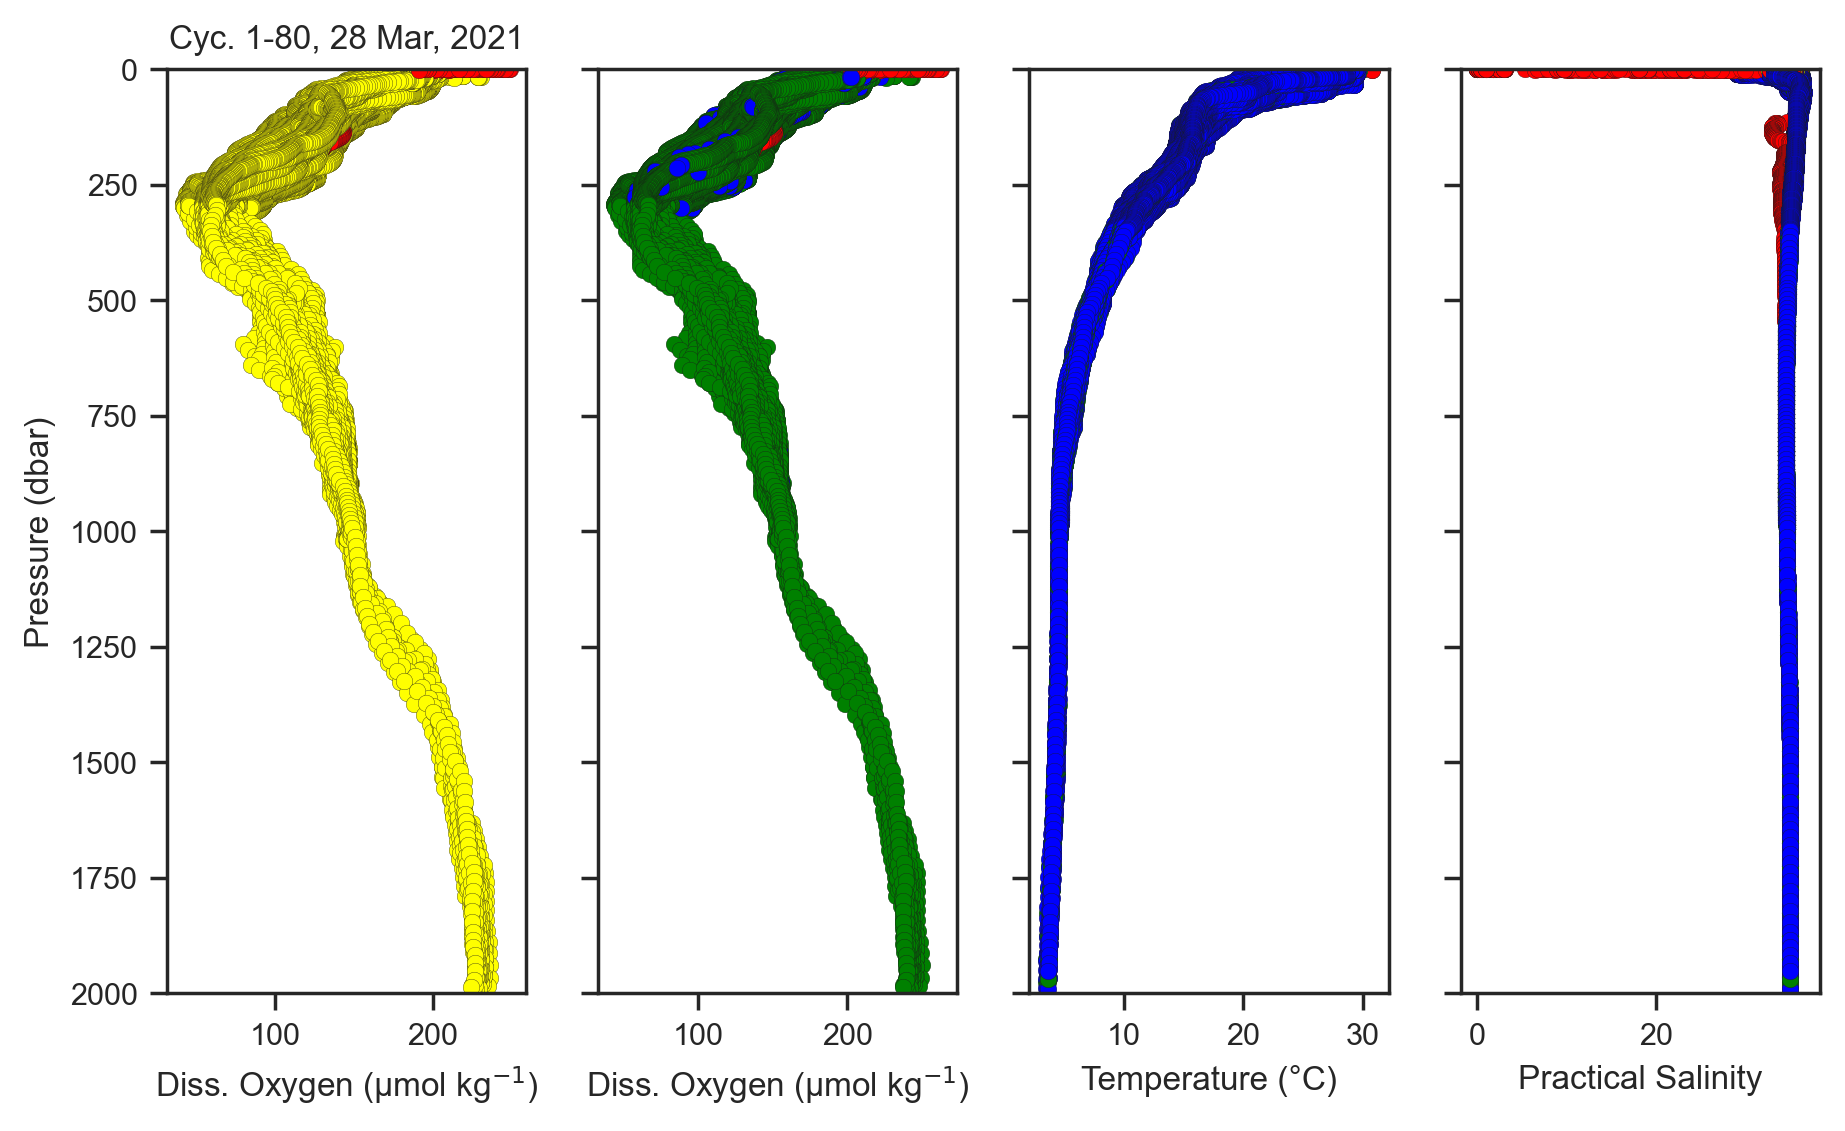 Cyc. 1-80, 28 Mar, 2021
0
250
500
750
1000
1250
1500
1750
2000
Pressure (dbar)
100 200
100 200
10 20 30
0 20
Diss. Oxygen (µmol kg⁻¹)
Diss. Oxygen (µmol kg⁻¹)
Temperature (°C)
Practical Salinity